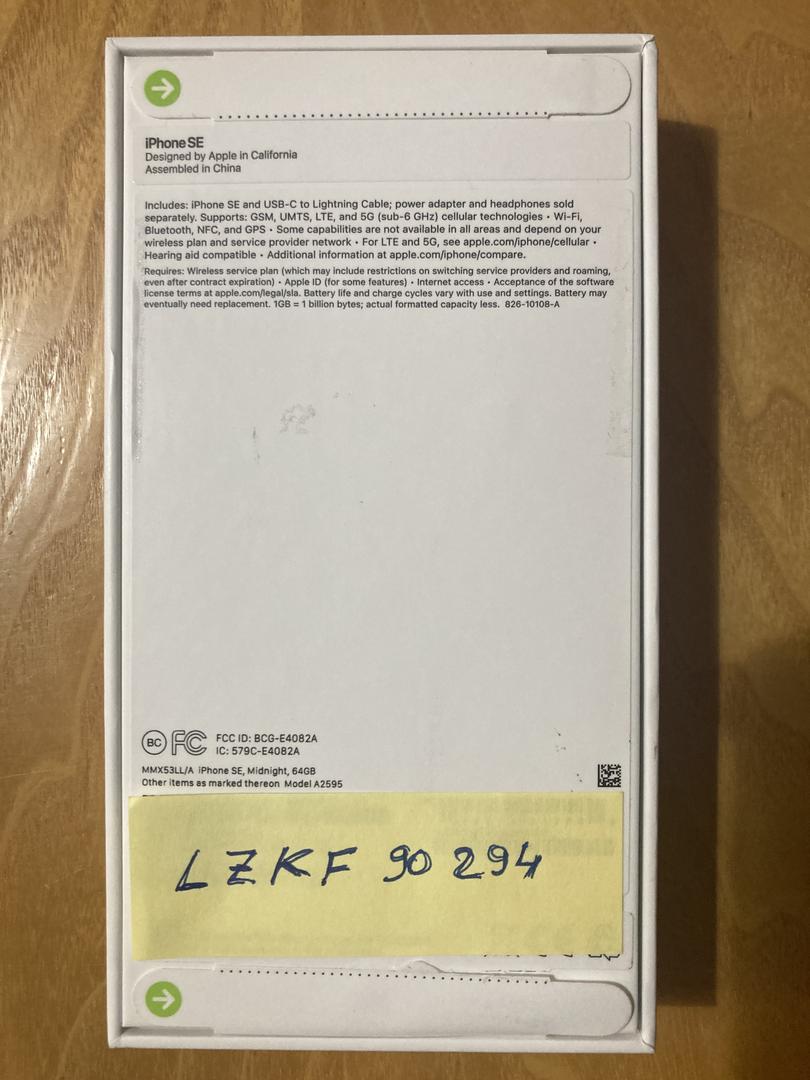 iPhone SE
Designed by Apple in California
Assembled in China
Includes: iPhone SE and USB-C to Lightning Cable; power adapter and headphones sold
separately. Supports: GSM, UMTS, LTE, and 5G (sub-6 GHz) cellular technologies • Wi-Fi,
Bluetooth, NFC, and GPS • Some capabilities are not available in all areas and depend on your
wireless plan and service provider network • For LTE and 5G, see apple.com/iphone/cellular •
Hearing aid compatible • Additional information at apple.com/iphone/compare.
Requires: Wireless service plan (which may include restrictions on switching service providers and roaming,
even after contract expiration) • Apple ID (for some features) • Internet access • Acceptance of the software
license terms at apple.com/legal/sla. Battery life and charge cycles vary with use and settings. Battery may
eventually need replacement. 1GB = 1 billion bytes; actual formatted capacity less. 826-10108-A
BC FC FCC ID: BCG-E4082A
IC: 579C-E4082A
MMX53LL/A iPhone SE, Midnight, 64GB
Other items as marked thereon Model A2595
LZKF 90294